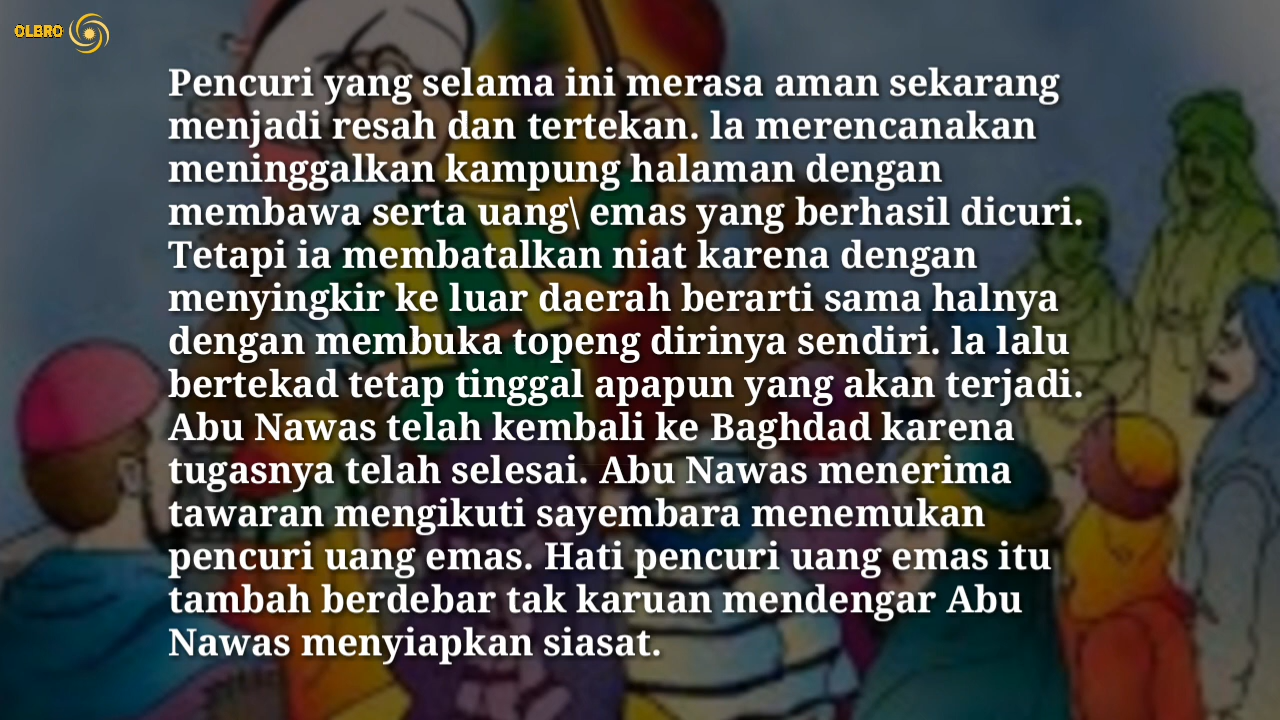 OLBRO
Pencuri yang selama ini merasa aman sekarang
menjadi resah dan tertekan. la merencanakan
meninggalkan kampung halaman dengan
membawa serta uang\ emas yang berhasil dicuri.
Tetapi ia membatalkan niat karena dengan
menyingkir ke luar daerah berarti sama halnya
dengan membuka topeng dirinya sendiri. la lalu
bertekad tetap tinggal apapun yang akan terjadi.
Abu Nawas telah kembali ke Baghdad karena
tugasnya telah selesai. Abu Nawas menerima
tawaran mengikuti sayembara menemukan
pencuri uang emas. Hati pencuri uang emas itu
tambah berdebar tak karuan mendengar Abu
Nawas menyiapkan siasat.